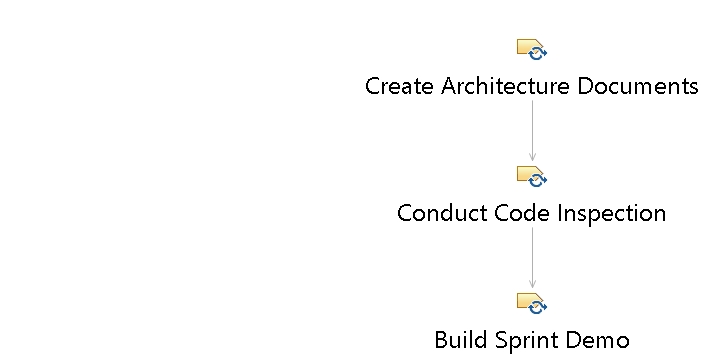 Create Architecture Documents
Conduct Code Inspection
Build Sprint Demo